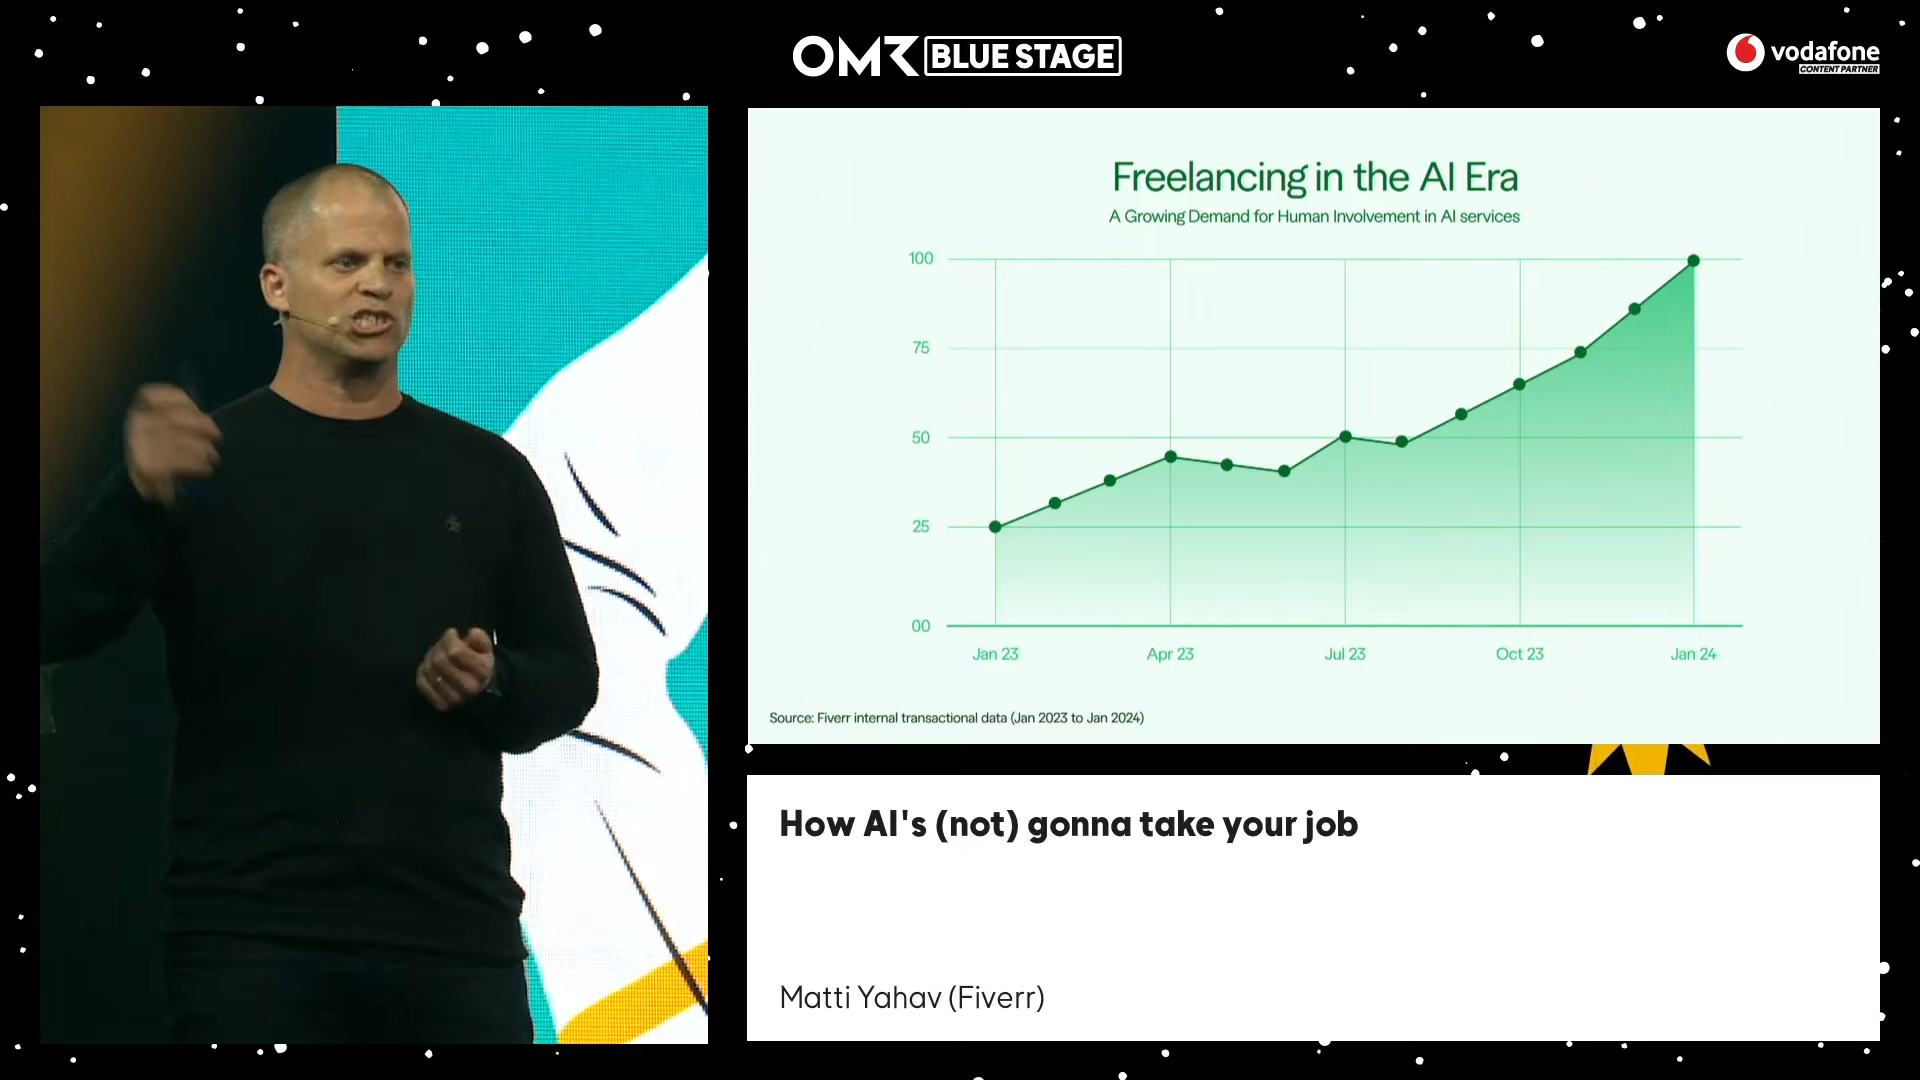 OMR BLUE STAGE
vodafone
CONTENT PARTNER
Freelancing in the AI Era
A Growing Demand for Human Involvement in AI services
100
75
50
25
00
Jan 23 Apr 23 Jul 23 Oct 23 Jan 24
Source: Fiverr internal transactional data (Jan 2023 to Jan 2024)
How AI's (not) gonna take your job
Matti Yahav (Fiverr)